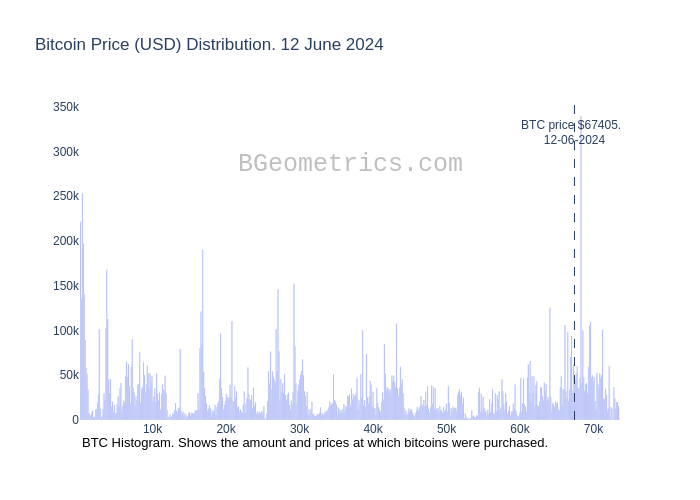 Bitcoin Price (USD) Distribution. 12 June 2024
350k
BTC price $67405.
12-06-2024
300k
BGeometrics.com
250k
200k
150k
100k
50k
0
10k 20k 30k 40k 50k 60k 70k
BTC Histogram. Shows the amount and prices at which bitcoins were purchased.